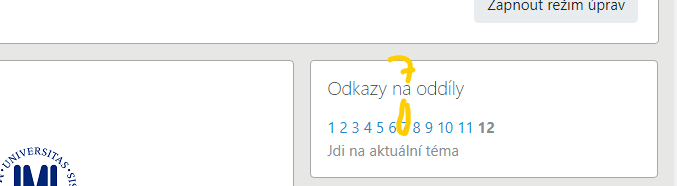 Zapnout režim úprav
7
Odkazy na oddíly
1 2 3 4 5 6 7 8 9 10 11 12
Jdi na aktuální téma
UNIVERSITAS